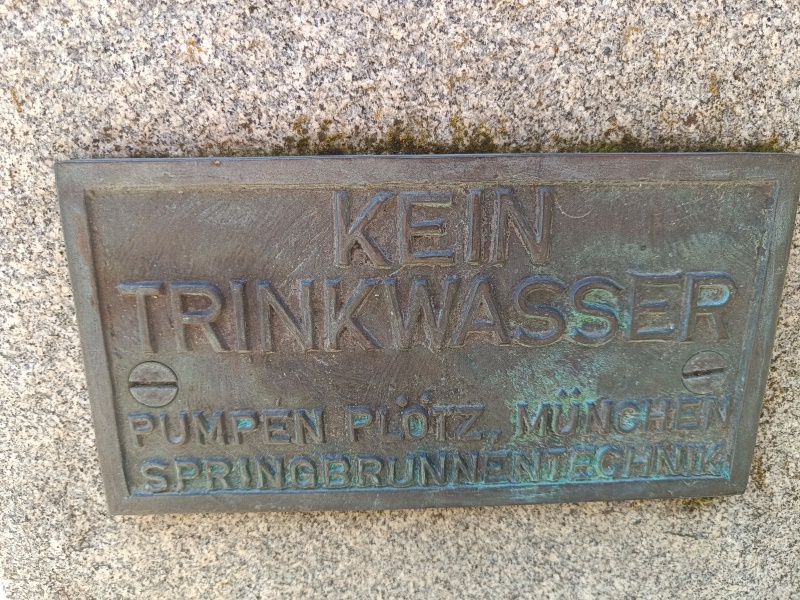 KEIN
TRINKWASSER
PUMPEN PLÖTZ, MÜNCHEN
SPRINGBRUNNENTECHNIK